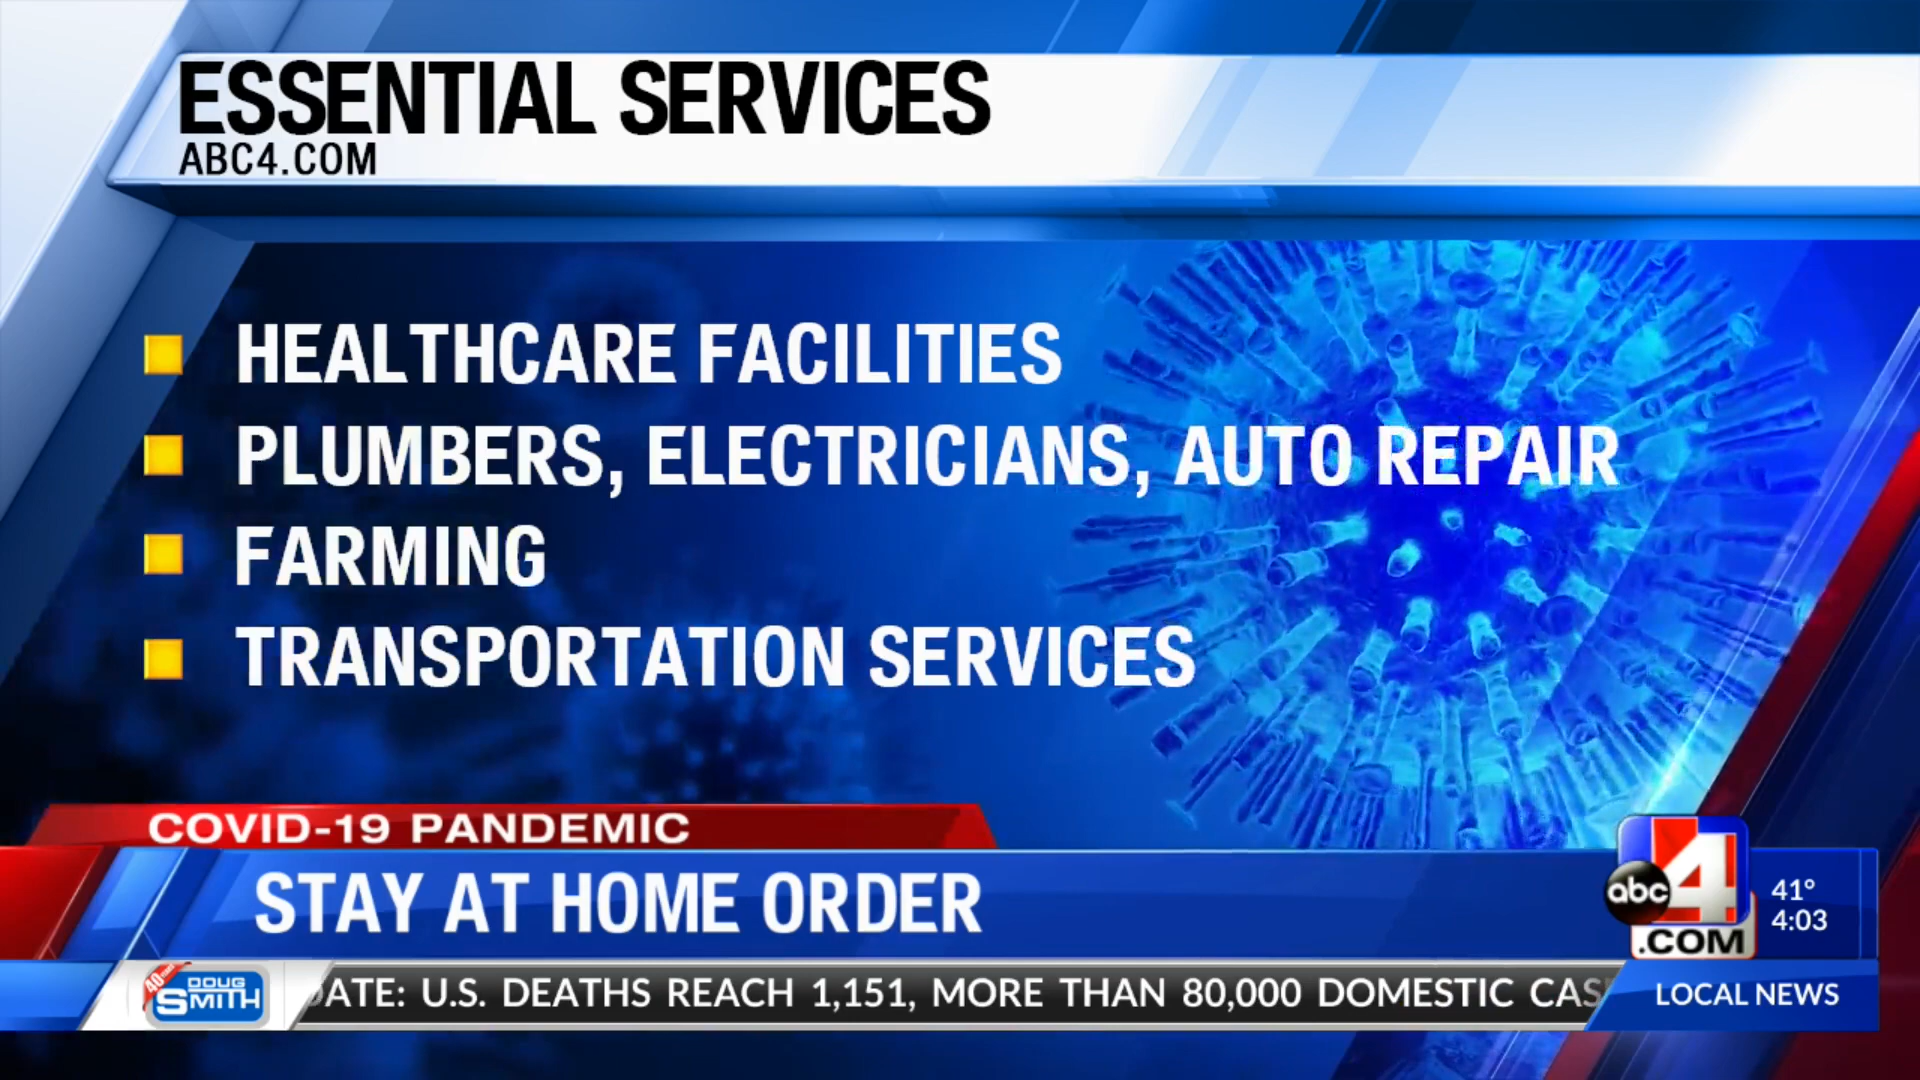 ESSENTIAL SERVICES
ABC4.COM
HEALTHCARE FACILITIES
PLUMBERS, ELECTRICIANS, AUTO REPAIR
FARMING
TRANSPORTATION SERVICES
COVID-19 PANDEMIC
STAY AT HOME ORDER
abc 4
.COM
41°
4:03
DOUG
SMITH
ATE: U.S. DEATHS REACH 1,151, MORE THAN 80,000 DOMESTIC CAS
LOCAL NEWS